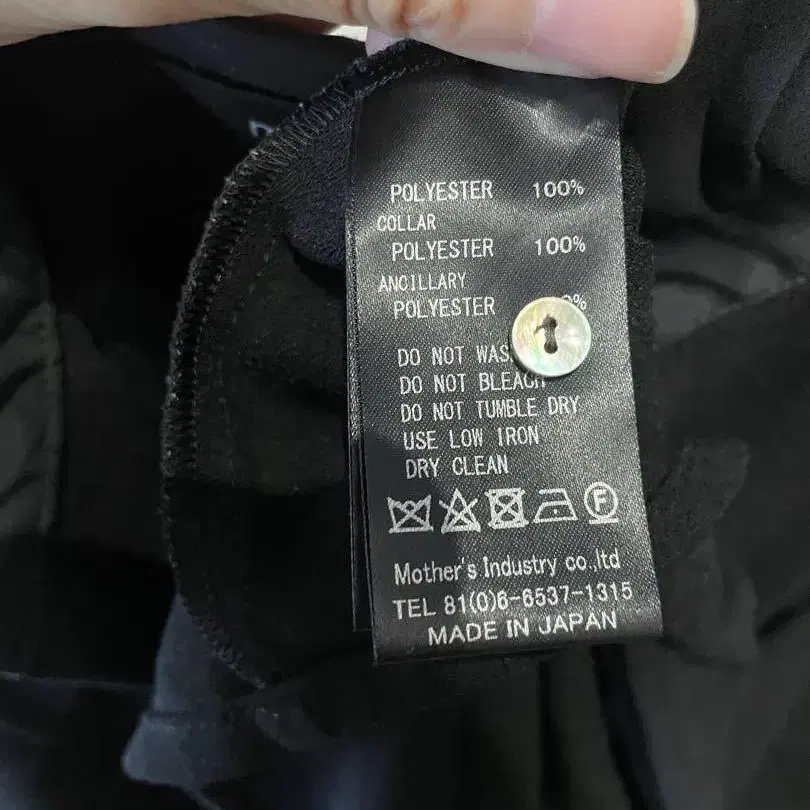 POLYESTER 100%
COLLAR
POLYESTER 100%
ANCILLARY
POLYESTER
DO NOT
DO NOT BLEACH
DO NOT TUMBLE DRY
USE LOW IRON
DRY CLEAN
F
Mother's Industry co.,ltd
TEL 81(0)6-6537-1315
MADE IN JAPAN